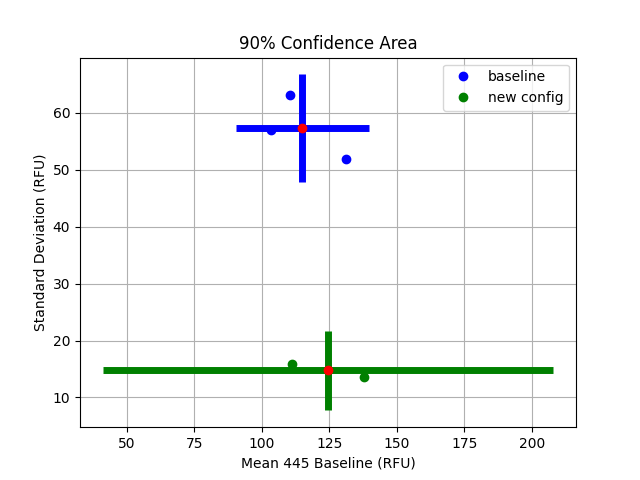 90% Confidence Area
baseline
new config
Standard Deviation (RFU)
60
50
40
30
20
10
50 75 100 125 150 175 200
Mean 445 Baseline (RFU)